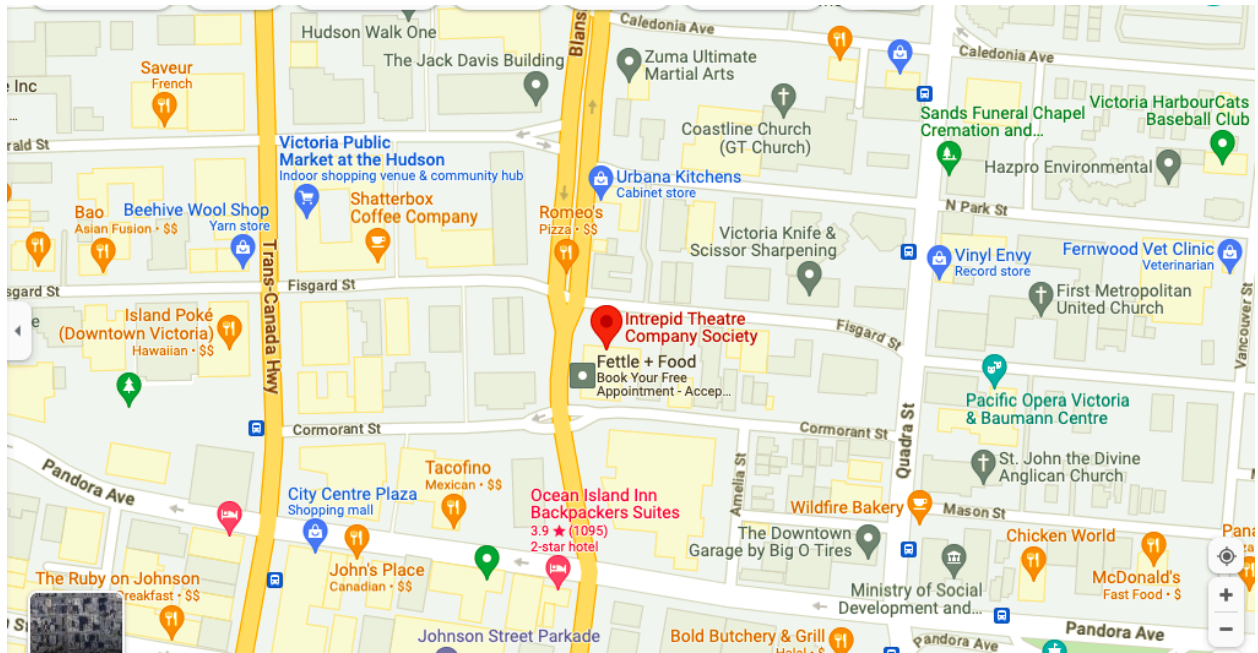 Hudson Walk One
Caledonia Ave
Blans
Saveur
French
The Jack Davis Building
Zuma Ultimate
Martial Arts
Caledonia Ave
e Inc
...
rald St
Coastline Church
(GT Church)
Sands Funeral Chapel
Cremation and...
Victoria HarbourCats
Baseball Club
Hazpro Environmental
Victoria Public
Market at the Hudson
Indoor shopping venue & community hub
Urbana Kitchens
Cabinet store
Bao
Asian Fusion · $$
Beehive Wool Shop
Yarn store
Shatterbox
Coffee Company
Romeo's
Pizza · $$
N Park St
Victoria Knife &
Scissor Sharpening
Vinyl Envy
Record store
Fernwood Vet Clinic
Veterinarian
Trans-Canada Hwy
isgard St
Fisgard St
First Metropolitan
United Church
Vancouver St
e
Island Poké
(Downtown Victoria)
Hawaiian · $$
Intrepid Theatre
Company Society
Fisgard St
Fettle + Food
Book Your Free
Appointment - Accep...
Pacific Opera Victoria
& Baumann Centre
Cormorant St
Cormorant St
Quadra St
Pandora Ave
Tacofino
Mexican · $$
Amelia St
St. John the Divine
Anglican Church
City Centre Plaza
Shopping mall
Ocean Island Inn
Backpackers Suites
3.9 ★ (1095)
2-star hotel
Wildfire Bakery
Mason St
The Downtown
Garage by Big O Tires
Chicken World
Pana
The Ruby on Johnson
Breakfast · $$
John's Place
Canadian · $$
Ministry of Social
Development and...
McDonald's
Fast Food · $
Johnson Street Parkade
Bold Butchery & Grill
Halal · $
Pandora Ave
Pandora Ave